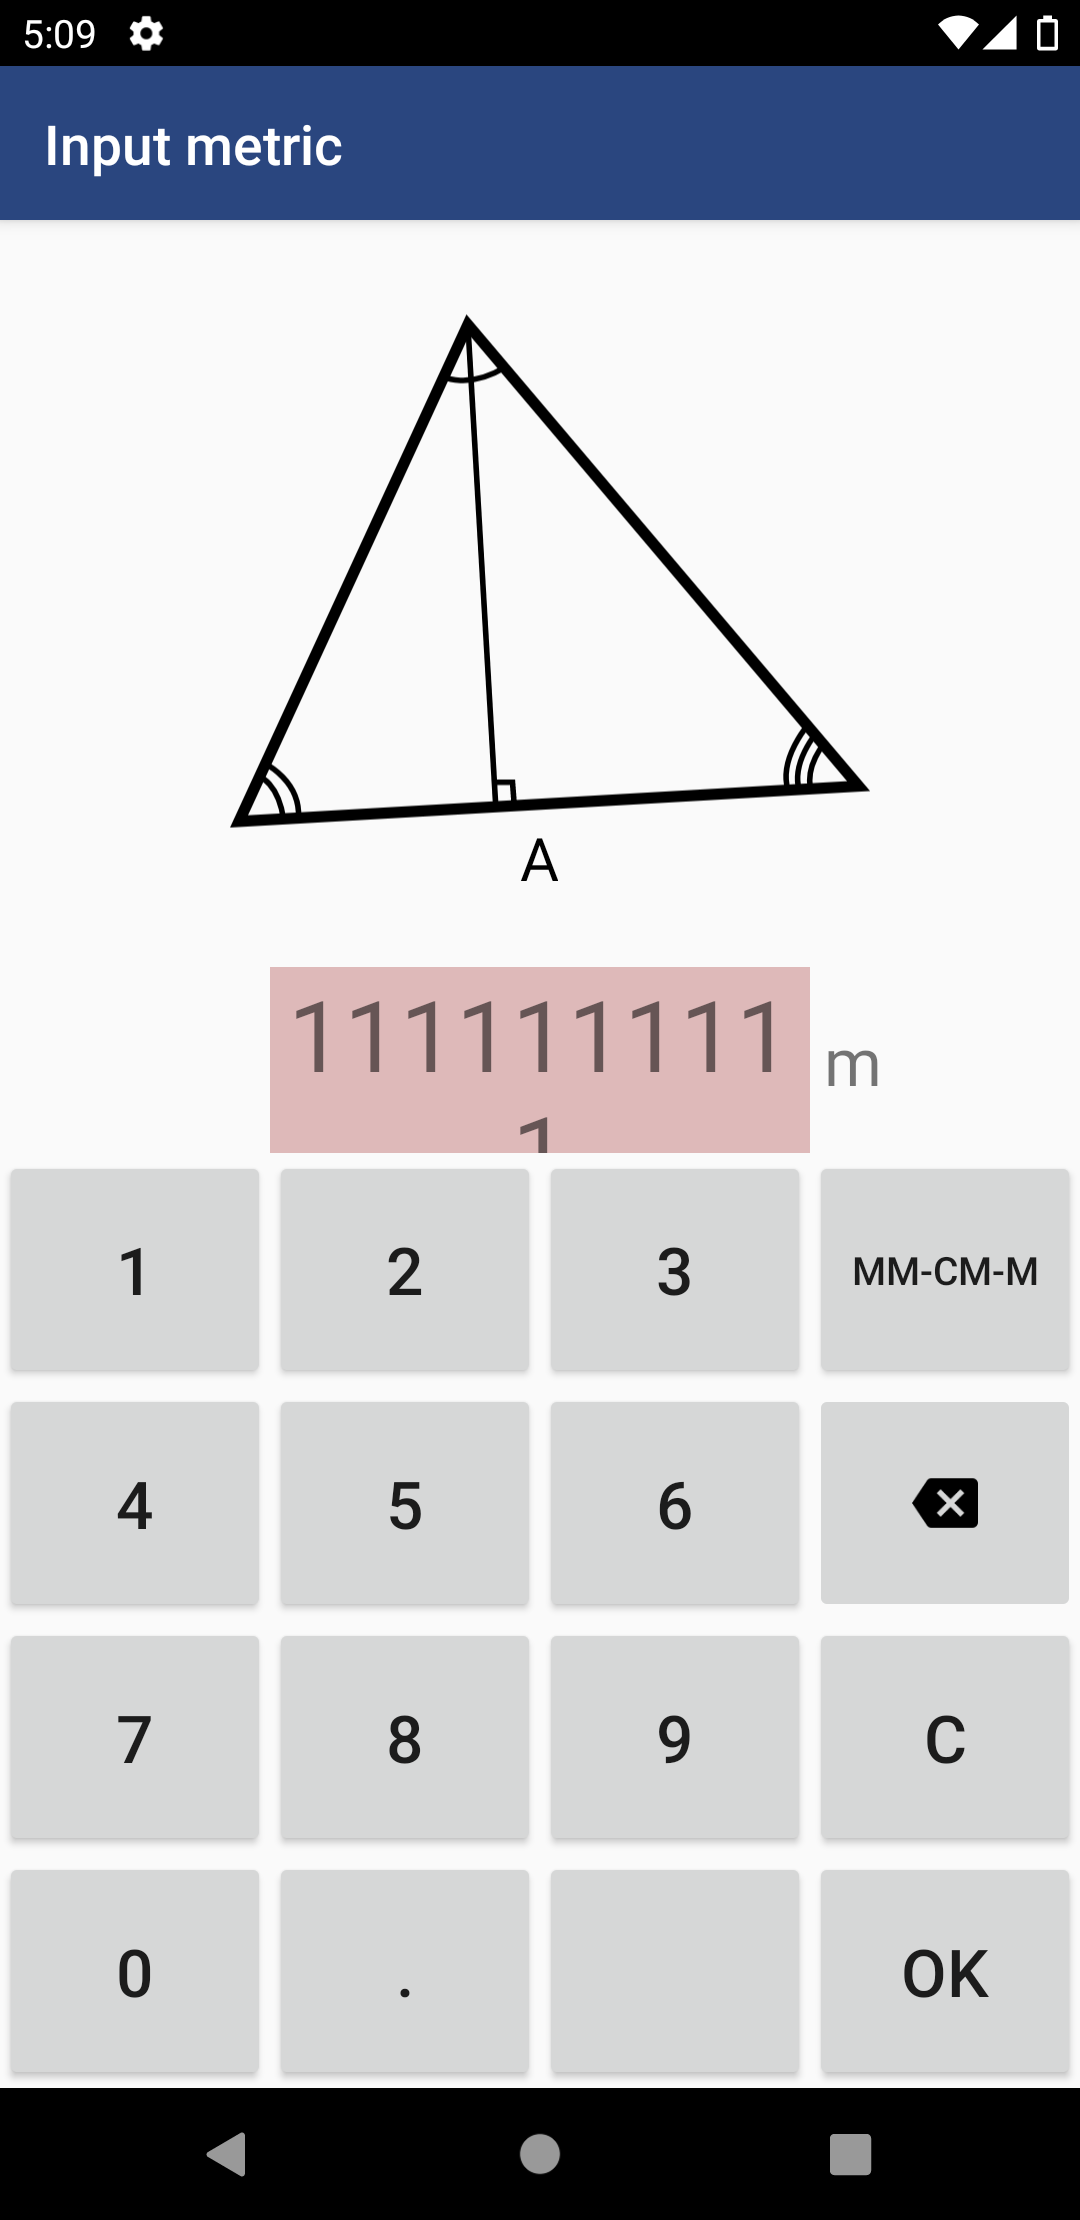 5:09
Input metric
A
111111111
1
m
1 2 3 MM-CM-M
4 5 6
7 8 9 C
0 . OK